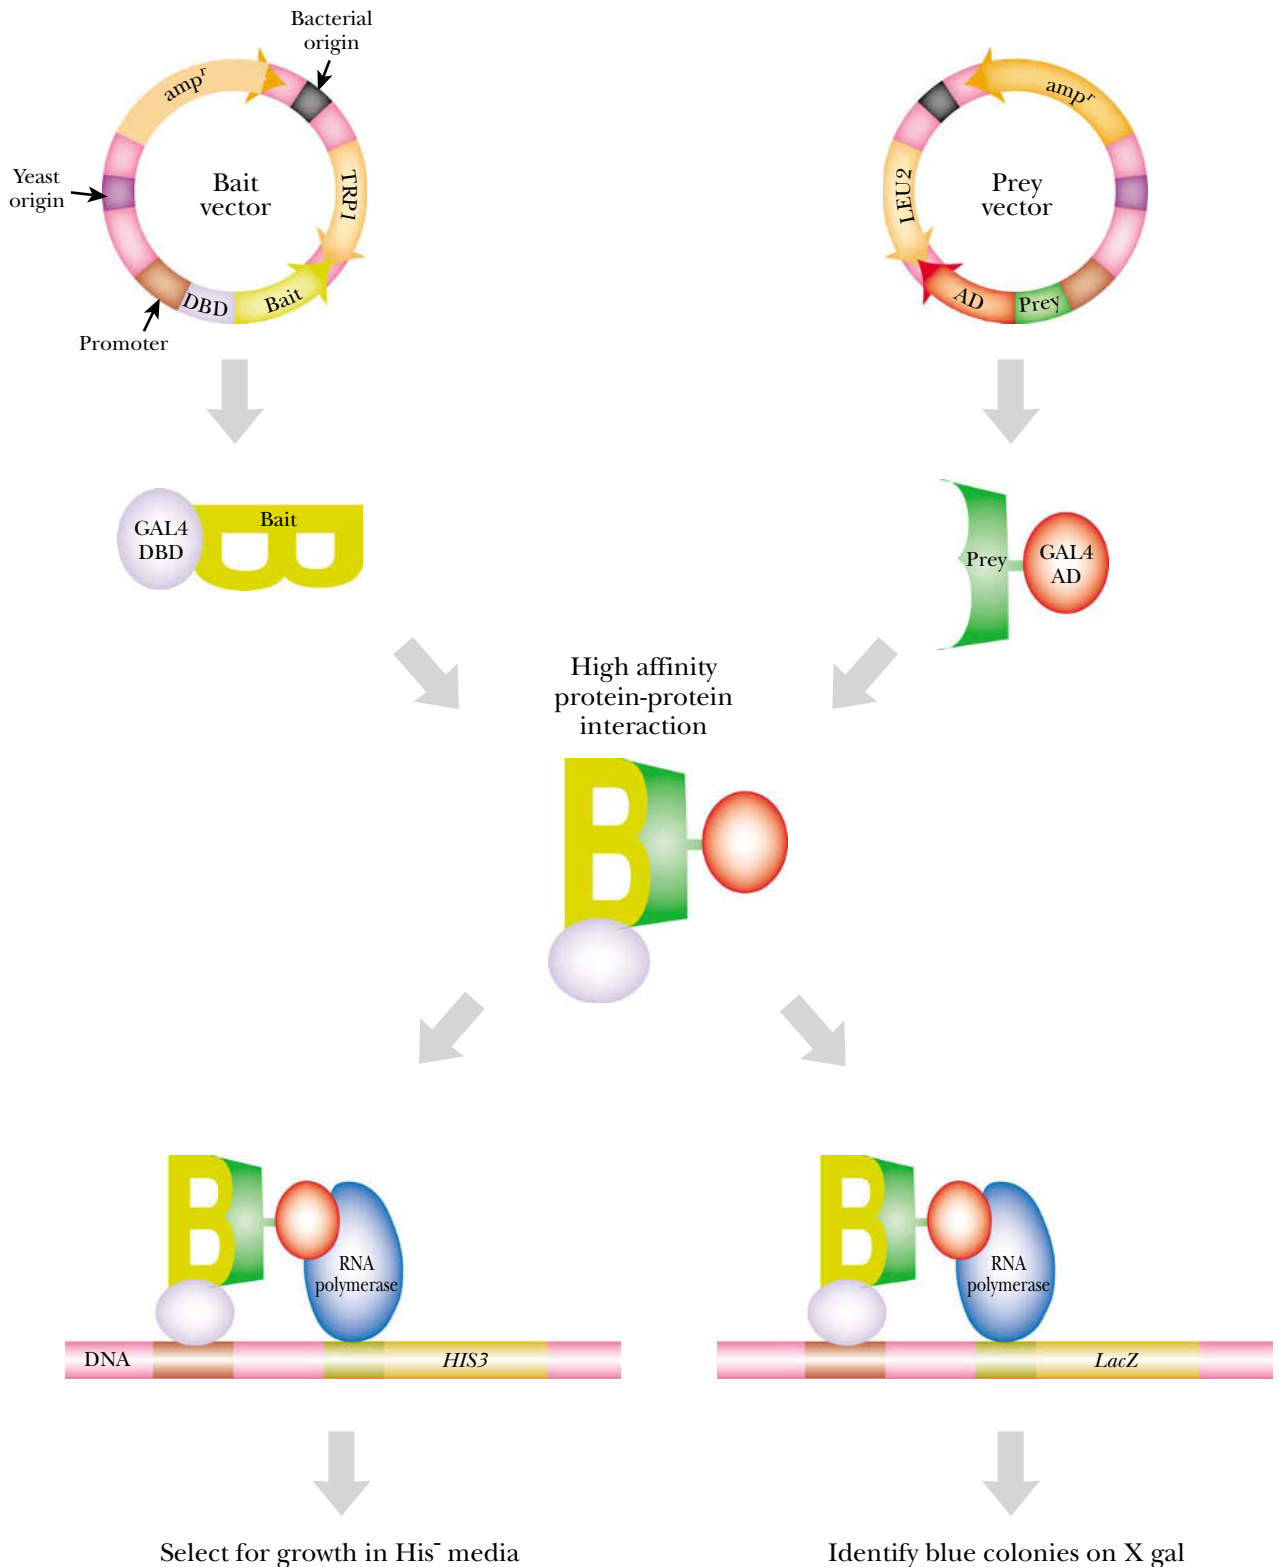 Bacterial
origin
amp^r
Yeast
origin
Bait
vector
TRP1
DBD
Bait
Promoter
amp^r
LEU2
Prey
vector
AD
Prey
GAL4
DBD
Bait
Prey
GAL4
AD
High affinity
protein-protein
interaction
RNA
polymerase
DNA
HIS3
RNA
polymerase
LacZ
Select for growth in His⁻ media
Identify blue colonies on X gal